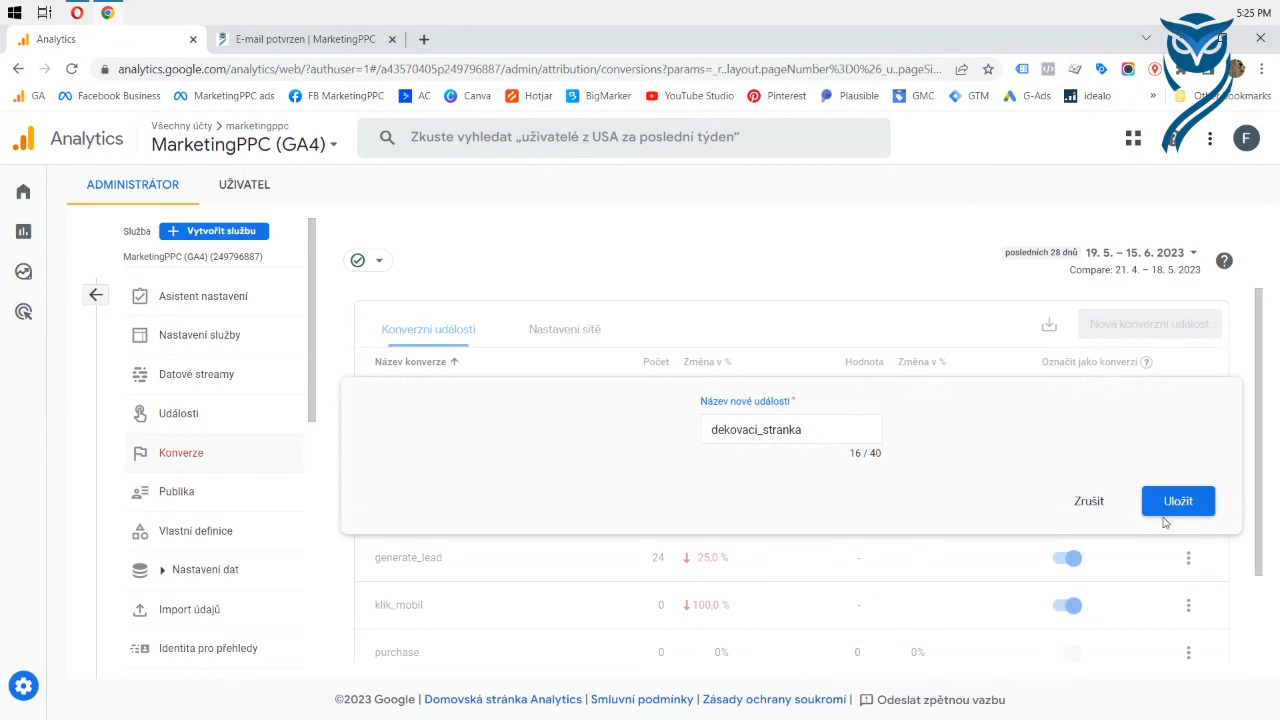 5:25 PM
Analytics
E-mail potvrzen | MarketingPPC
analytics.google.com/analytics/web/?authuser=1#/a43570405p2497
in/attribution/conversions?params=_r..layout.pageNumber%3D0%26_u..pageSi...
GA
Facebook Business
MarketingPPC ads
FB MarketingPPC
AC
Hotjar
BigMarker
YouTube Studio
Pinter
Plausible
GMC
GTM
G-Ads
idealo
»
Analytics
Všechny účty > marketingppc
MarketingPPC (GA4)
Zkuste vyhledat „uživatelé z USA za poslední týden“
F
ADMINISTRÁTOR
UŽIVATEL
Služba
+ Vytvořit službu
MarketingPPC (GA4) (249796887)
Asistent nastavení
Nastavení služby
Datové streamy
Události
Konverze
Publika
Vlastní definice
Nastavení dat
Import údajů
Identita pro přehledy
posledních 28 dnů 19. 5. – 15. 6. 2023
Compare: 21. 4. – 18. 5. 2023
Konverzní události
Nastavení sítě
Nová konverzní událost
Název konverze
Počet
Změna v %
Hodnota
Změna v %
Označit jako konverzi
Název nové události *
dekovaci_stranka
16 / 40
Zrušit
Uložit
generate_lead 24 25,0 % -
klik_mobil 0 100,0 % -
purchase 0 0% 0 0%
©2023 Google | Domovská stránka Analytics | Smluvní podmínky | Zásady ochrany soukromí | Odeslat zpětnou vazbu